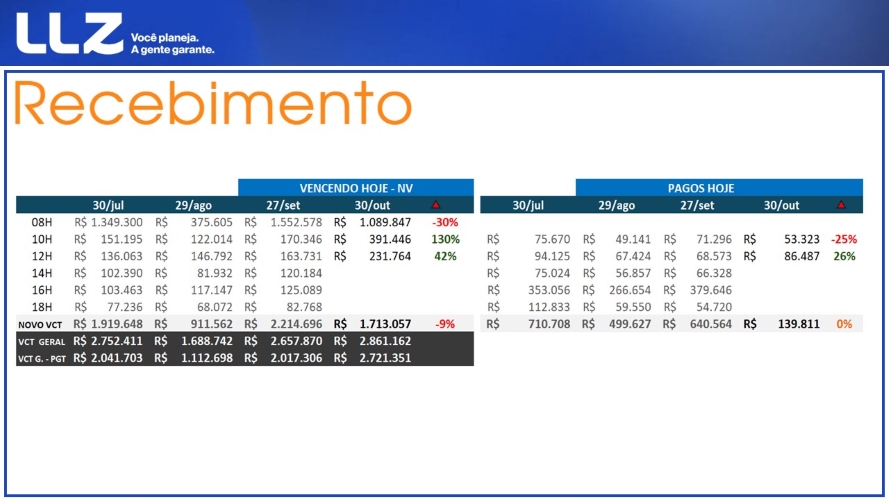 LLZ Você planeja.
A gente garante.
Recebimento
VENCENDO HOJE - NV PAGOS HOJE
30/jul 29/ago 27/set 30/out 30/jul 29/ago 27/set 30/out
08H R$ 1.349.300 R$ 375.605 R$ 1.552.578 R$ 1.089.847 -30%
10H R$ 151.195 R$ 122.014 R$ 170.346 R$ 391.446 130% R$ 75.670 R$ 49.141 R$ 71.296 R$ 53.323 -25%
12H R$ 136.063 R$ 146.792 R$ 163.731 R$ 231.764 42% R$ 94.125 R$ 67.424 R$ 68.573 R$ 86.487 26%
14H R$ 102.390 R$ 81.932 R$ 120.184 R$ 75.024 R$ 56.857 R$ 66.328
16H R$ 103.463 R$ 117.147 R$ 125.089 R$ 353.056 R$ 266.654 R$ 379.646
18H R$ 77.236 R$ 68.072 R$ 82.768 R$ 112.833 R$ 59.550 R$ 54.720
NOVO VCT R$ 1.919.648 R$ 911.562 R$ 2.214.696 R$ 1.713.057 -9% R$ 710.708 R$ 499.627 R$ 640.564 R$ 139.811 0%
VCT GERAL R$ 2.752.411 R$ 1.688.742 R$ 2.657.870 R$ 2.861.162
VCT G. - PGT R$ 2.041.703 R$ 1.112.698 R$ 2.017.306 R$ 2.721.351